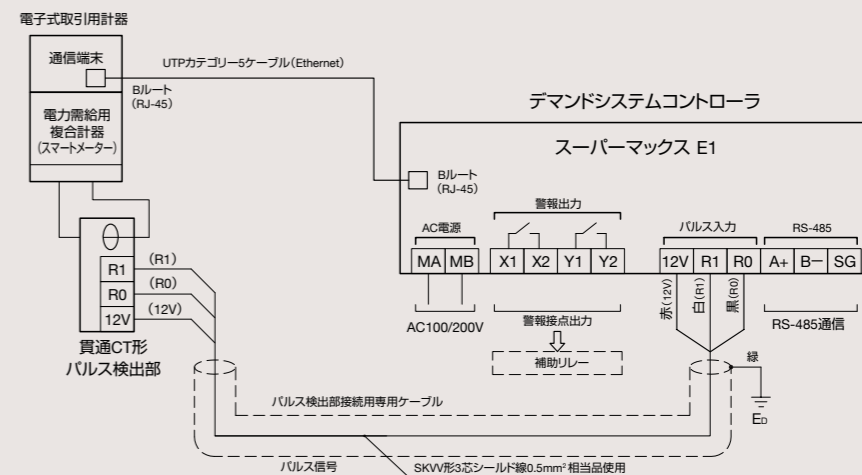 電子式取引用計器
通信端末
UTPカテゴリー5ケーブル(Ethernet)
Bルート
(RJ-45)
電力需給用
複合計器
(スマートメーター)
デマンドシステムコントローラ
スーパーマックス E1
Bルート
(RJ-45)
AC電源
警報出力
パルス入力
RS-485
MA MB X1 X2 Y1 Y2 12V R1 R0 A+ B− SG
赤(12V)
白(R1)
黒(R0)
AC100/200V
警報接点出力
RS-485通信
補助リレー
R1 (R1)
R0 (R0)
12V (12V)
貫通CT形
パルス検出部
緑
ED
パルス検出部接続用専用ケーブル
パルス信号
SKVV形3芯シールド線0.5mm²相当品使用